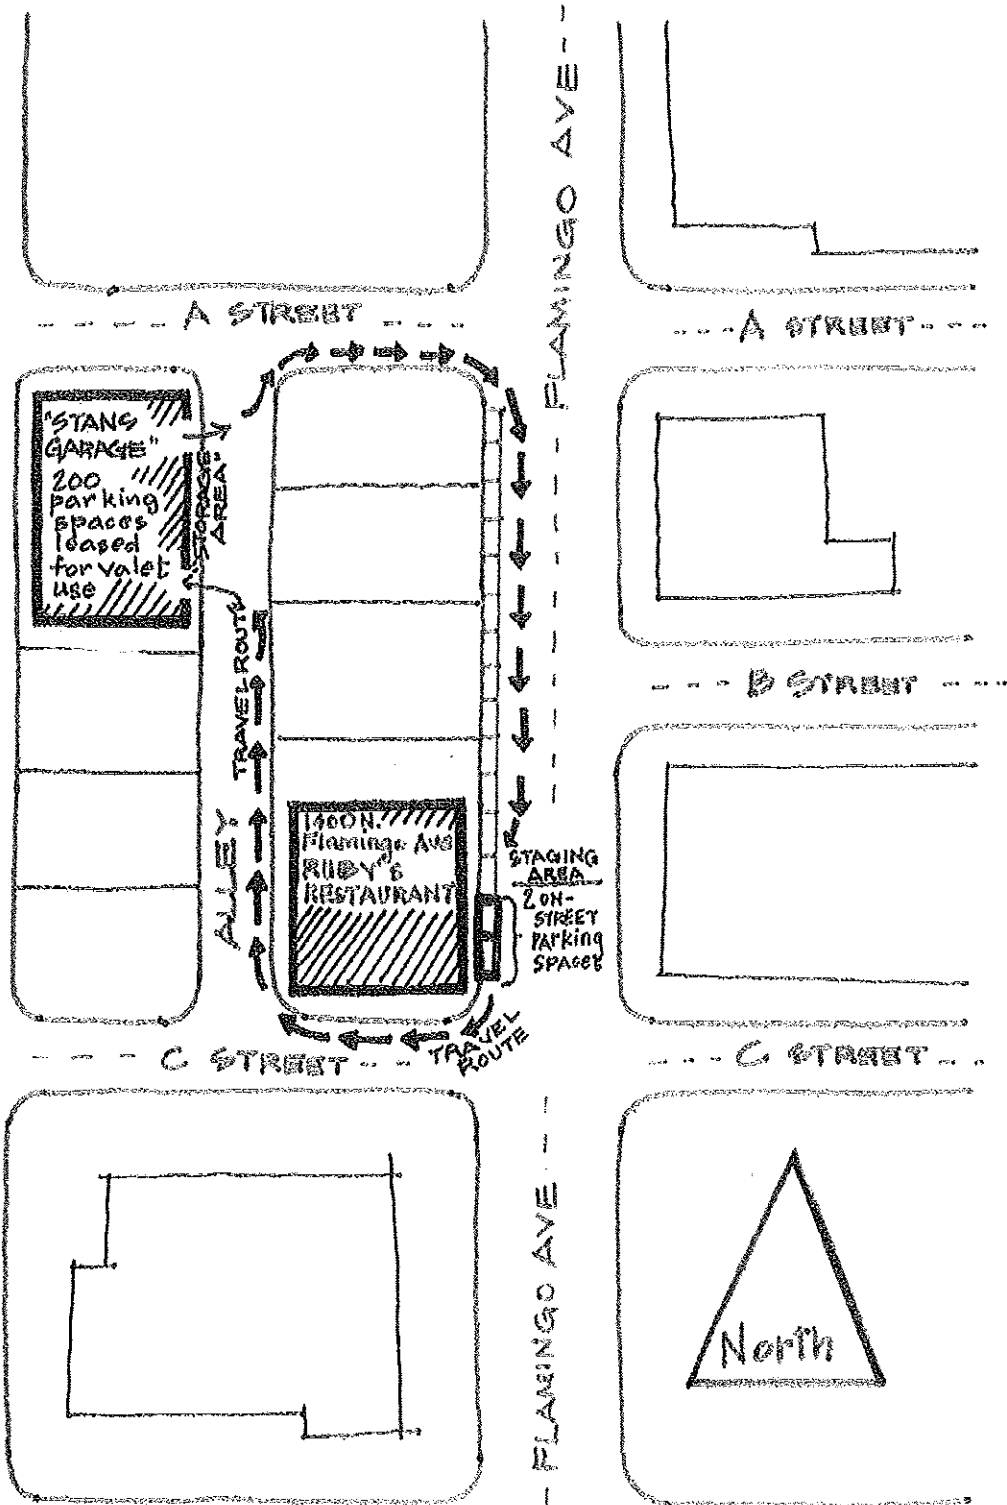 FLAMINGO AVE
A STREET
A STREET
"STANS
GARAGE"
200
parking
spaces
leased
for valet
use
"STORAGE
AREA"
TRAVEL ROUTE
ALLEY
B STREET
1400 N.
Flamingo Ave
RUBY'S
RESTAURANT
STAGING
AREA
2 ON-
STREET
PARKING
SPACES
TRAVEL
ROUTE
C STREET
C STREET
FLAMINGO AVE
North